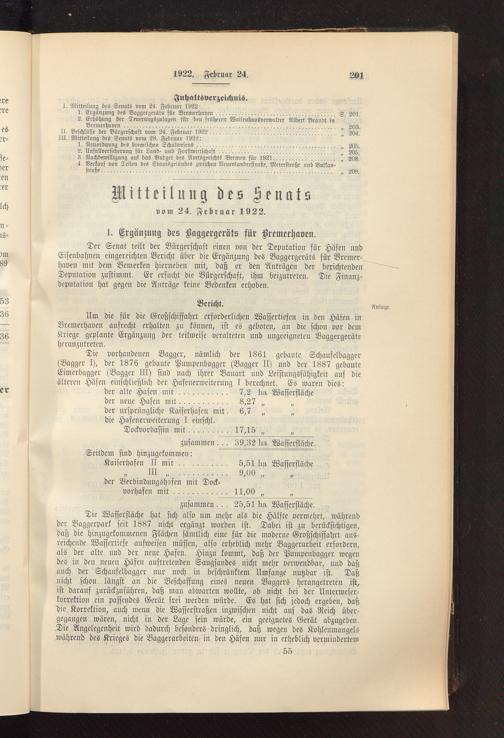 1922. Februar 24.
201
Inhaltsverzeichnis.
I. Mitteilung des Senats vom 24. Februar 1922
1. Ergänzung des Baggergeräts für Bremerhaven S. 201.
2. Erhöhung der Teuerungszulagen für den früheren Waisenhausverwalter Albert Brandt in
Bremerhaven „ 203.
II. Beschlüsse der Bürgerschaft vom 24. Februar 1922 „ 204.
III. Mitteilung des Senats vom 28. Februar 1922:
1. Neuordnung des bremischen Schulwesens „ 205.
2. Unfallversicherung für Land- und Forstwirtschaft „ 205.
3. Nachbewilligung auf das Budget des Amtsgerichts Bremen für 1921 „ 208.
4. Verkauf von Teilen des Staatsgrundes zwischen Neuenlanderstraße, Meterstraße und Vulkan-
straße „ 208.
Mitteilung des Senats
vom 24. Februar 1922.
1. Ergänzung des Baggergeräts für Bremerhaven.
Der Senat teilt der Bürgerschaft einen von der Deputation für Häfen und
Eisenbahnen eingereichten Bericht über die Ergänzung des Baggergeräts für Bremer-
haven mit dem Bemerken hierneben mit, daß er den Anträgen der berichtenden
Deputation zustimmt. Er ersucht die Bürgerschaft, ihm beizutreten. Die Finanz-
deputation hat gegen die Anträge keine Bedenken erhoben.
Bericht.
Anlage.
Um die für die Großschiffahrt erforderlichen Wassertiefen in den Häfen in
Bremerhaven aufrecht erhalten zu können, ist es geboten, an die schon vor dem
Kriege geplante Ergänzung der teilweise veralteten und ungeeigneten Baggergeräte
heranzutreten.
Die vorhandenen Bagger, nämlich der 1861 gebaute Schaufelbagger
(Bagger I), der 1876 gebaute Pumpenbagger (Bagger II) und der 1887 gebaute
Eimerbagger (Bagger III) sind nach ihrer Bauart und Leistungsfähigkeit auf die
älteren Häfen einschließlich der Hafenerweiterung I berechnet. Es waren dies:
der alte Hafen mit ........... 7,2 ha Wasserfläche
der neue Hafen mit .......... 8,27 „ „
der ursprüngliche Kaiserhafen mit . 6,7 „ „
die Hafenerweiterung I einschl.
Dockvorbassin mit ........ 17,15 „ „
zusammen ... 39,32 ha Wasserfläche.
Seitdem sind hinzugekommen:
Kaiserhafen II mit .......... 5,51 ha Wasserfläche
„ III „ .......... 9,00 „ „
der Verbindungshafen mit Dock-
vorhafen mit ............ 11,00 „ „
zusammen ... 25,51 ha Wasserfläche.
Die Wasserfläche hat sich also um mehr als die Hälfte vermehrt, während
der Baggerpark seit 1887 nicht ergänzt worden ist. Dabei ist zu berücksichtigen,
daß die hinzugekommenen Flächen sämtlich eine für die moderne Großschiffahrt aus-
reichende Wassertiefe aufweisen müssen, also erheblich mehr Baggerarbeit erfordern,
als der alte und der neue Hafen. Hinzu kommt, daß der Pumpenbagger wegen
des in den neuen Häfen auftretenden Sangsandes nicht mehr verwendbar, und daß
auch der Schaufelbagger nur noch in beschränktem Umfange nutzbar ist. Daß
nicht schon längst an die Beschaffung eines neuen Baggers herangetreten ist,
ist darauf zurückzuführen, daß man abwarten wollte, ob nicht bei der Unterweser-
korrektion ein passendes Gerät frei werden würde. Es hat sich jedoch ergeben, daß
die Korrektion, auch wenn die Wasserstraßen inzwischen nicht auf das Reich über-
gegangen wären, nicht in der Lage sein würde, ein geeignetes Gerät abzugeben.
Die Angelegenheit wird dadurch besonders dringlich, daß wegen des Kohlenmangels
während des Krieges die Baggerarbeiten in den Häfen nur in erheblich vermindertem
55